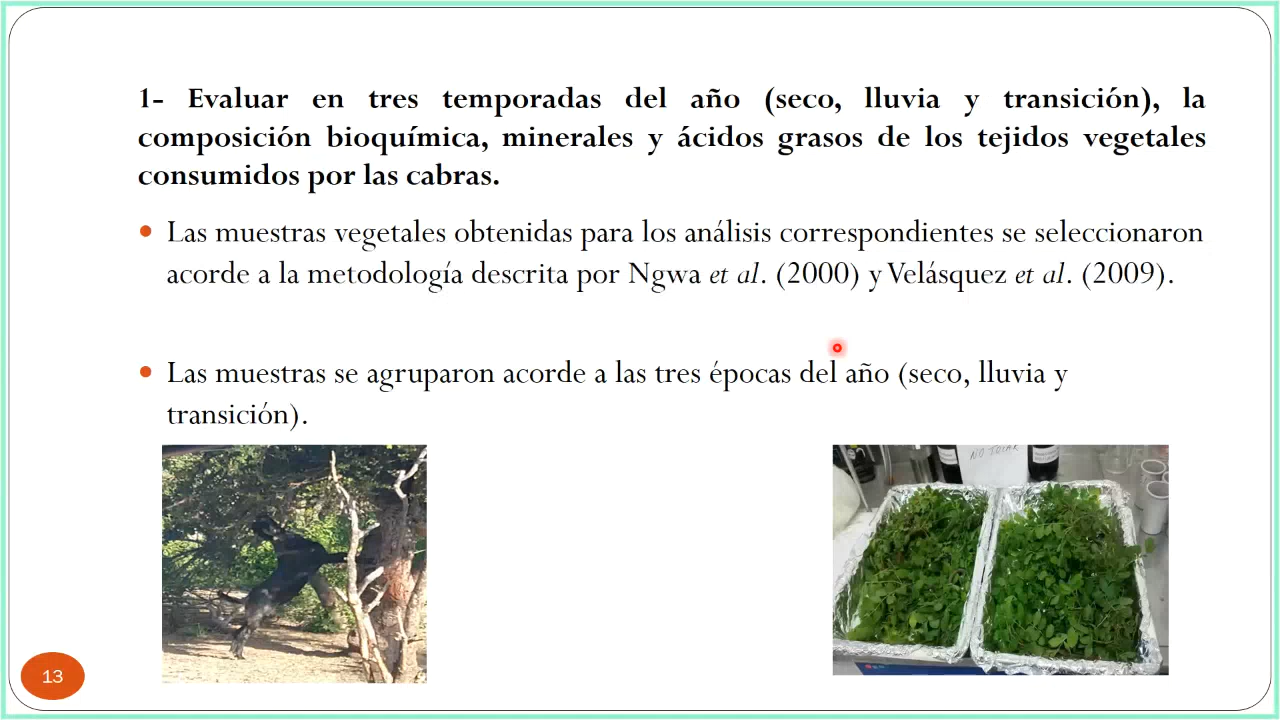 1- Evaluar en tres temporadas del año (seco, lluvia y transición), la
composición bioquímica, minerales y ácidos grasos de los tejidos vegetales
consumidos por las cabras.
Las muestras vegetales obtenidas para los análisis correspondientes se seleccionaron
acorde a la metodología descrita por Ngwa et al. (2000) y Velásquez et al. (2009).
Las muestras se agruparon acorde a las tres épocas del año (seco, lluvia y
transición).
NO TOCAR
13